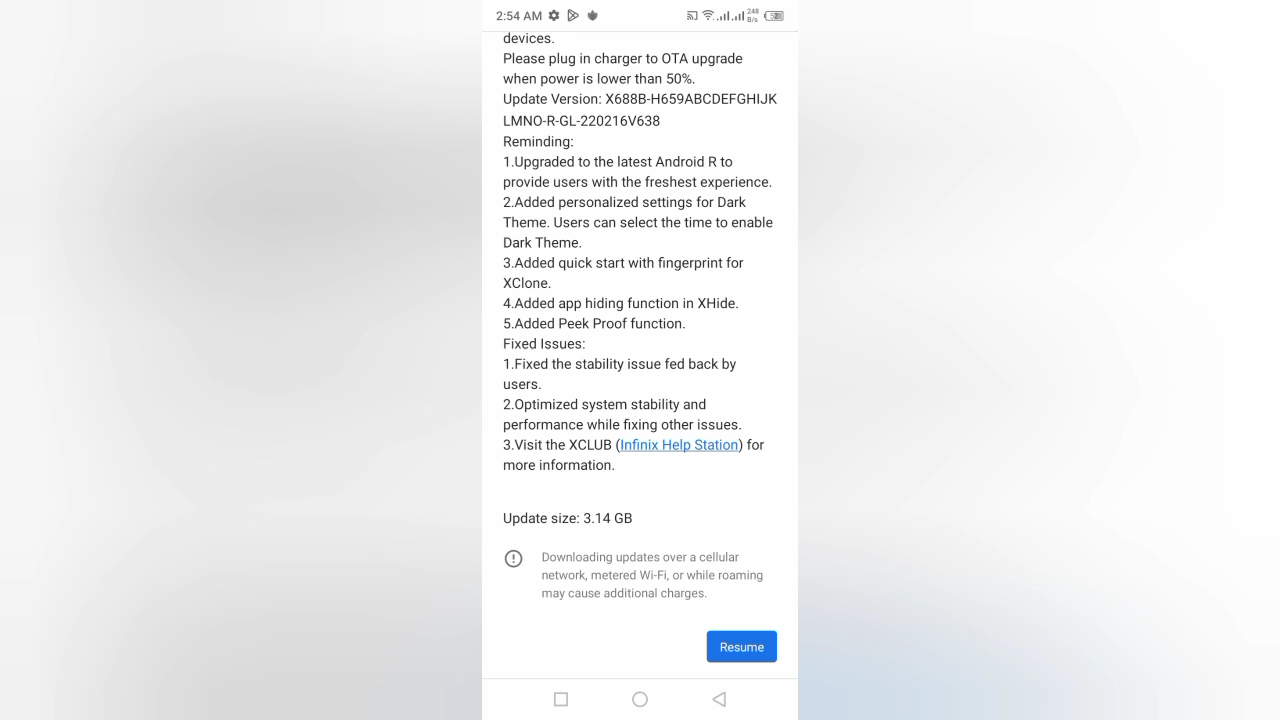 2:54 AM
248
B/s
devices.
Please plug in charger to OTA upgrade
when power is lower than 50%.
Update Version: X688B-H659ABCDEFGHIJK
LMNO-R-GL-220216V638
Reminding:
1.Upgraded to the latest Android R to
provide users with the freshest experience.
2.Added personalized settings for Dark
Theme. Users can select the time to enable
Dark Theme.
3.Added quick start with fingerprint for
XClone.
4.Added app hiding function in XHide.
5.Added Peek Proof function.
Fixed Issues:
1.Fixed the stability issue fed back by
users.
2.Optimized system stability and
performance while fixing other issues.
3.Visit the XCLUB (Infinix Help Station) for
more information.
Update size: 3.14 GB
Downloading updates over a cellular
network, metered Wi-Fi, or while roaming
may cause additional charges.
Resume